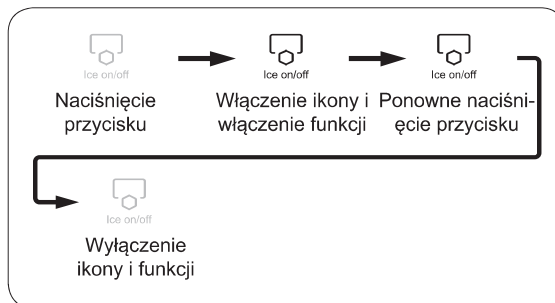 Ice on/off
Ice on/off
Ice on/off
Naciśnięcie
przycisku
Włączenie ikony i
włączenie funkcji
Ponowne naciśni-
ęcie przycisku
Ice on/off
Wyłączenie
ikony i funkcji